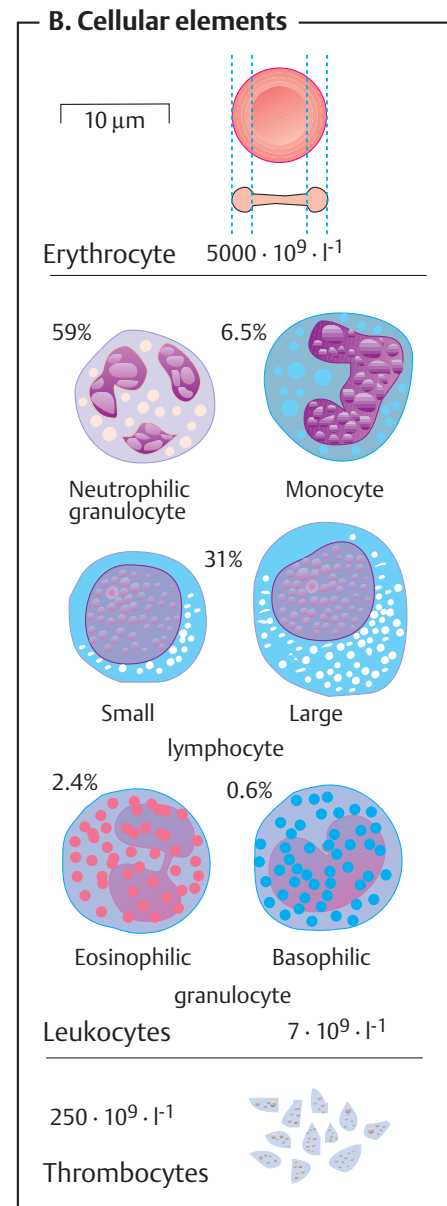 B. Cellular elements
10 μm
Erythrocyte 5000 · 10⁹ · l⁻¹
59% 6.5%
Neutrophilic granulocyte
Monocyte
31%
Small Large
lymphocyte
2.4% 0.6%
Eosinophilic Basophilic
granulocyte
Leukocytes 7 · 10⁹ · l⁻¹
250 · 10⁹ · l⁻¹
Thrombocytes